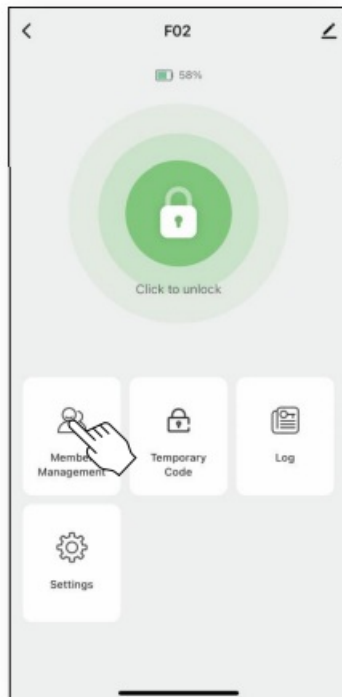 F02
58%
Click to unlock
Member
Management
Temporary
Code
Log
Settings